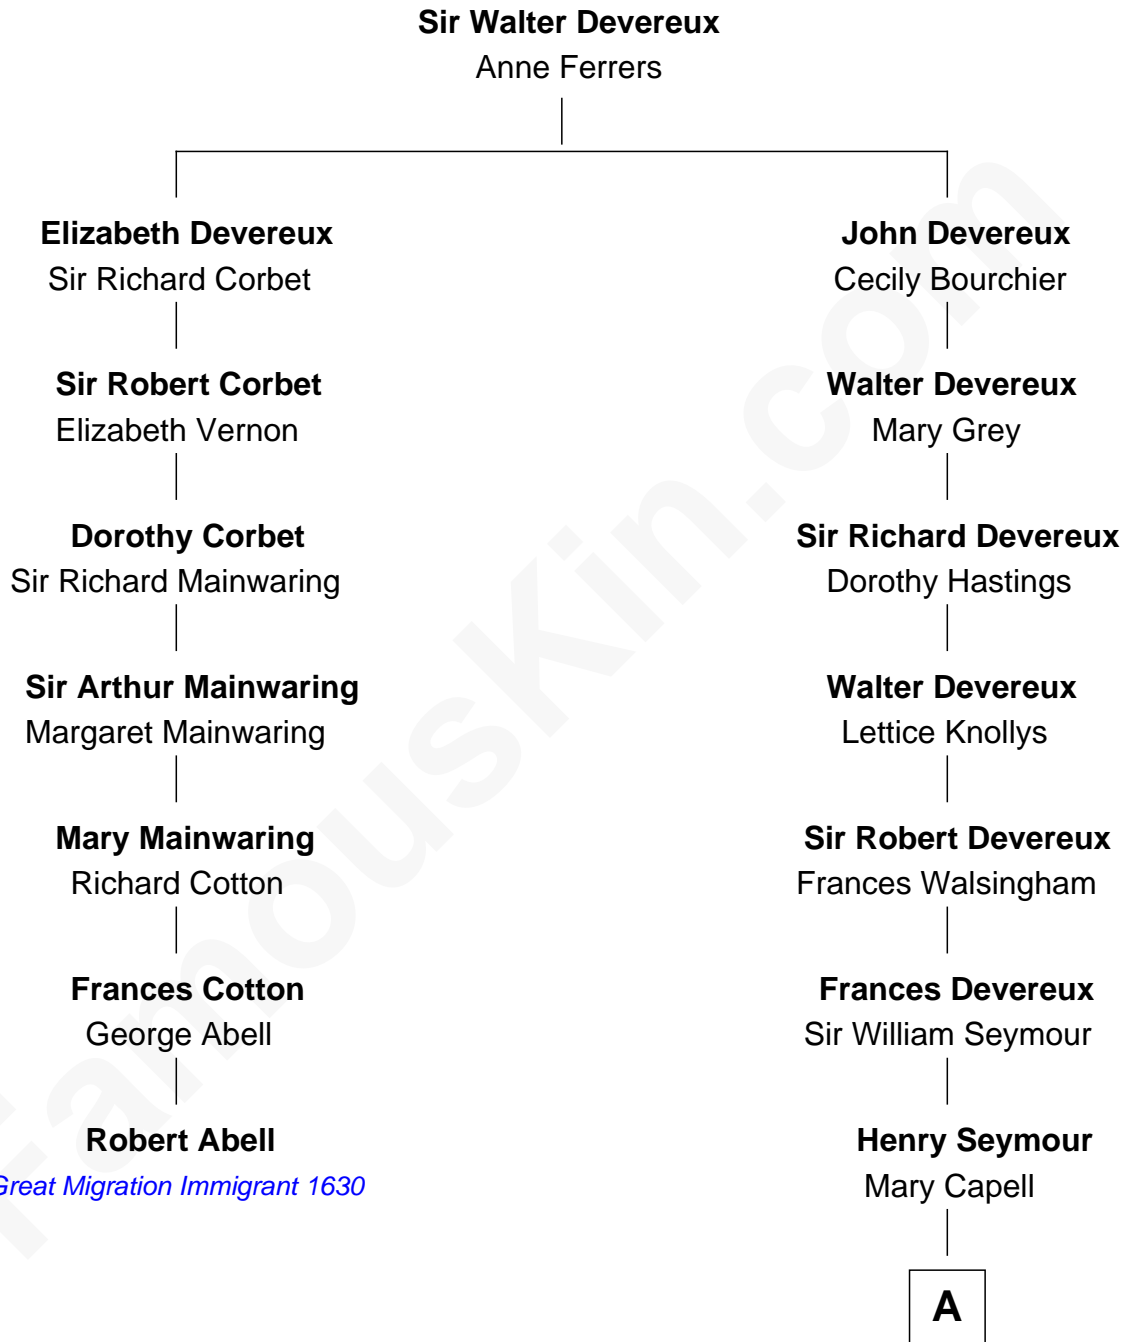 Sir Walter Devereux
Anne Ferrers
Elizabeth Devereux
Sir Richard Corbet
John Devereux
Cecily Bourchier
Sir Robert Corbet
Elizabeth Vernon
Walter Devereux
Mary Grey
Dorothy Corbet
Sir Richard Mainwaring
Sir Richard Devereux
Dorothy Hastings
Sir Arthur Mainwaring
Margaret Mainwaring
Walter Devereux
Lettice Knollys
Mary Mainwaring
Richard Cotton
Sir Robert Devereux
Frances Walsingham
Frances Cotton
George Abell
Frances Devereux
Sir William Seymour
Robert Abell
Great Migration Immigrant 1630
Henry Seymour
Mary Capell
A
FamousKin.com